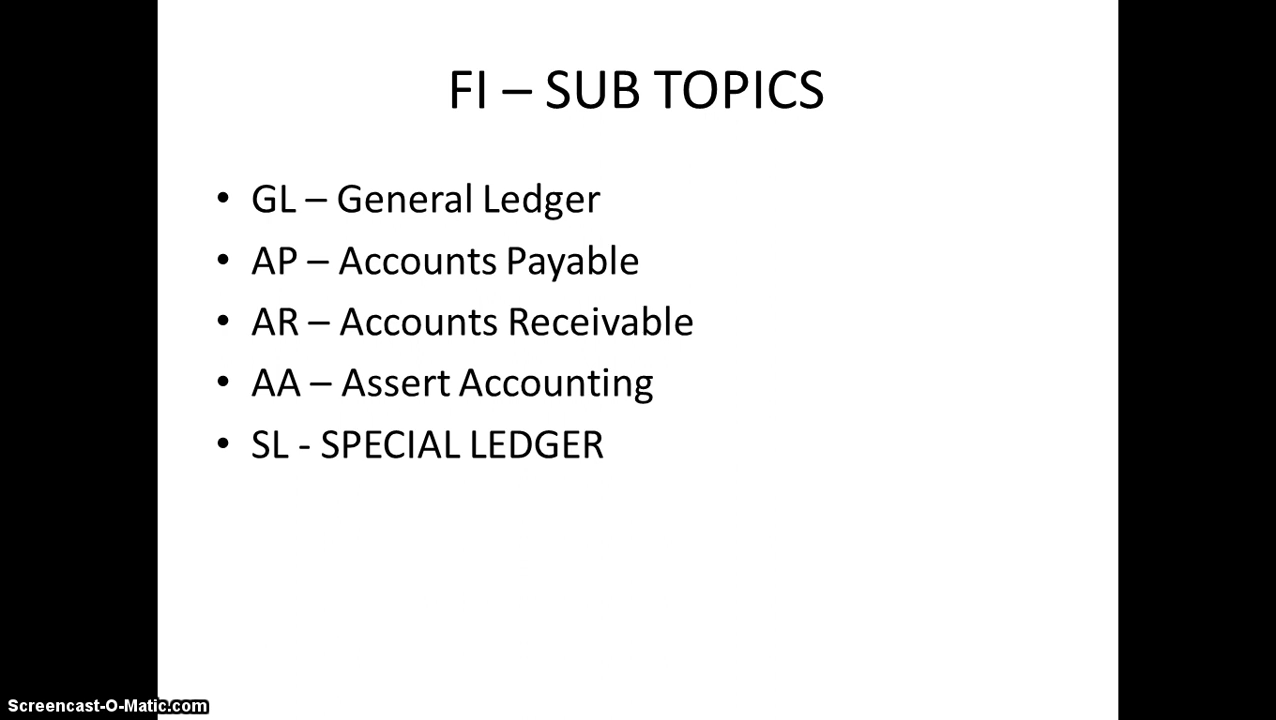 FI – SUB TOPICS
• GL – General Ledger
• AP – Accounts Payable
• AR – Accounts Receivable
• AA – Assert Accounting
• SL - SPECIAL LEDGER
Screencast-O-Matic.com